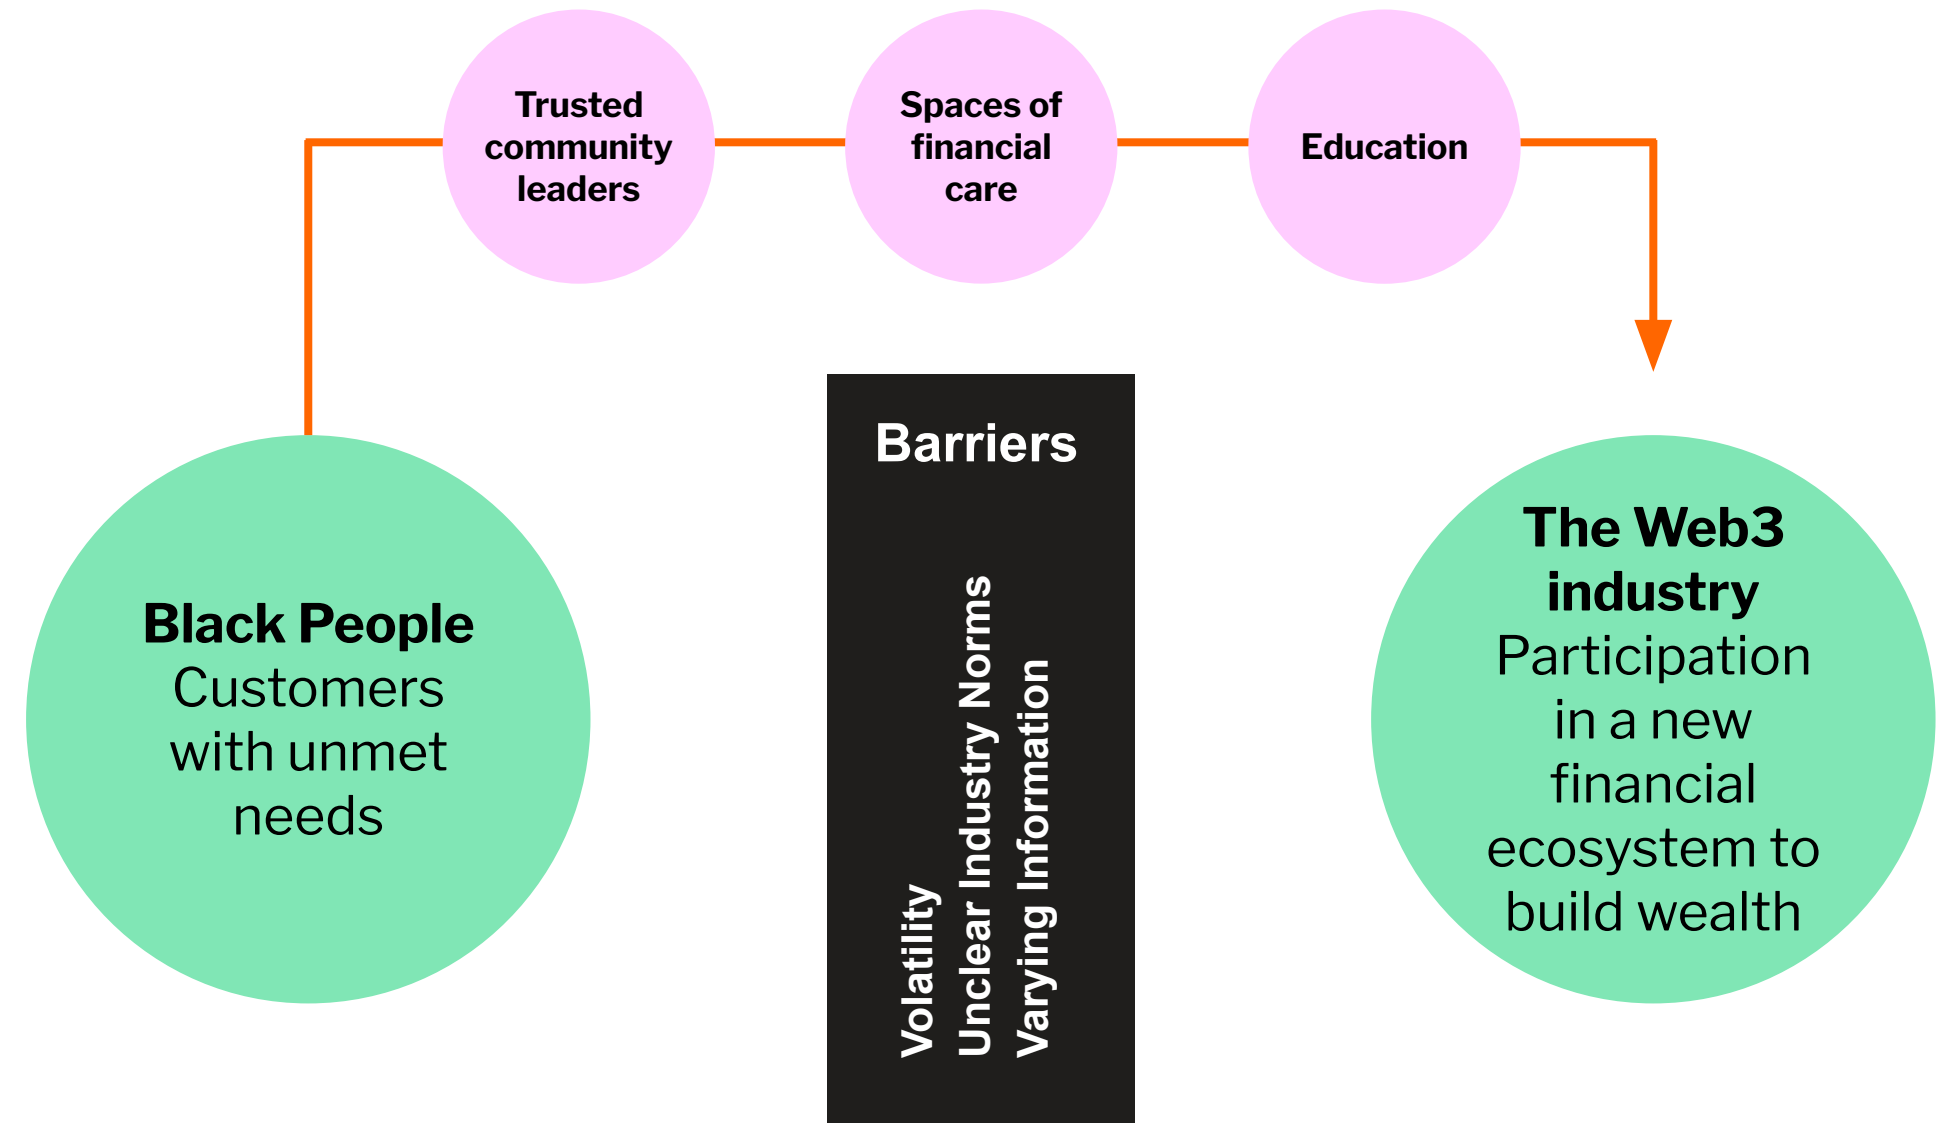 Trusted
community
leaders
Spaces of
financial
care
Education
Black People
Customers
with unmet
needs
Barriers
Volatility
Unclear Industry Norms
Varying Information
The Web3
industry
Participation
in a new
financial
ecosystem to
build wealth